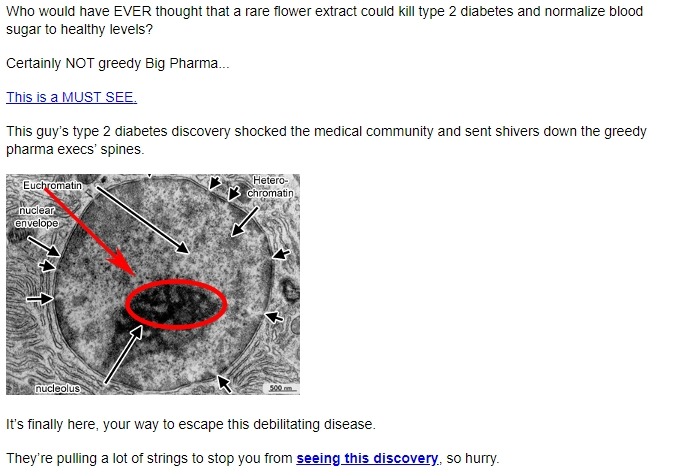 Who would have EVER thought that a rare flower extract could kill type 2 diabetes and normalize blood
sugar to healthy levels?
Certainly NOT greedy Big Pharma...
This is a MUST SEE.
This guy's type 2 diabetes discovery shocked the medical community and sent shivers down the greedy
pharma execs' spines.
Euchromatin
Hetero-
chromatin
nuclear
envelope
nucleolus
500 nm
It's finally here, your way to escape this debilitating disease.
They're pulling a lot of strings to stop you from seeing this discovery, so hurry.